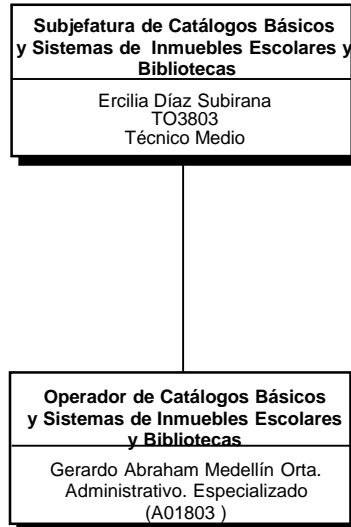 Subjefatura de Catálogos Básicos
y Sistemas de Inmuebles Escolares y
Bibliotecas
Ercilia Díaz Subirana
TO3803
Técnico Medio
Operador de Catálogos Básicos
y Sistemas de Inmuebles Escolares
y Bibliotecas
Gerardo Abraham Medellín Orta.
Administrativo. Especializado
(A01803 )